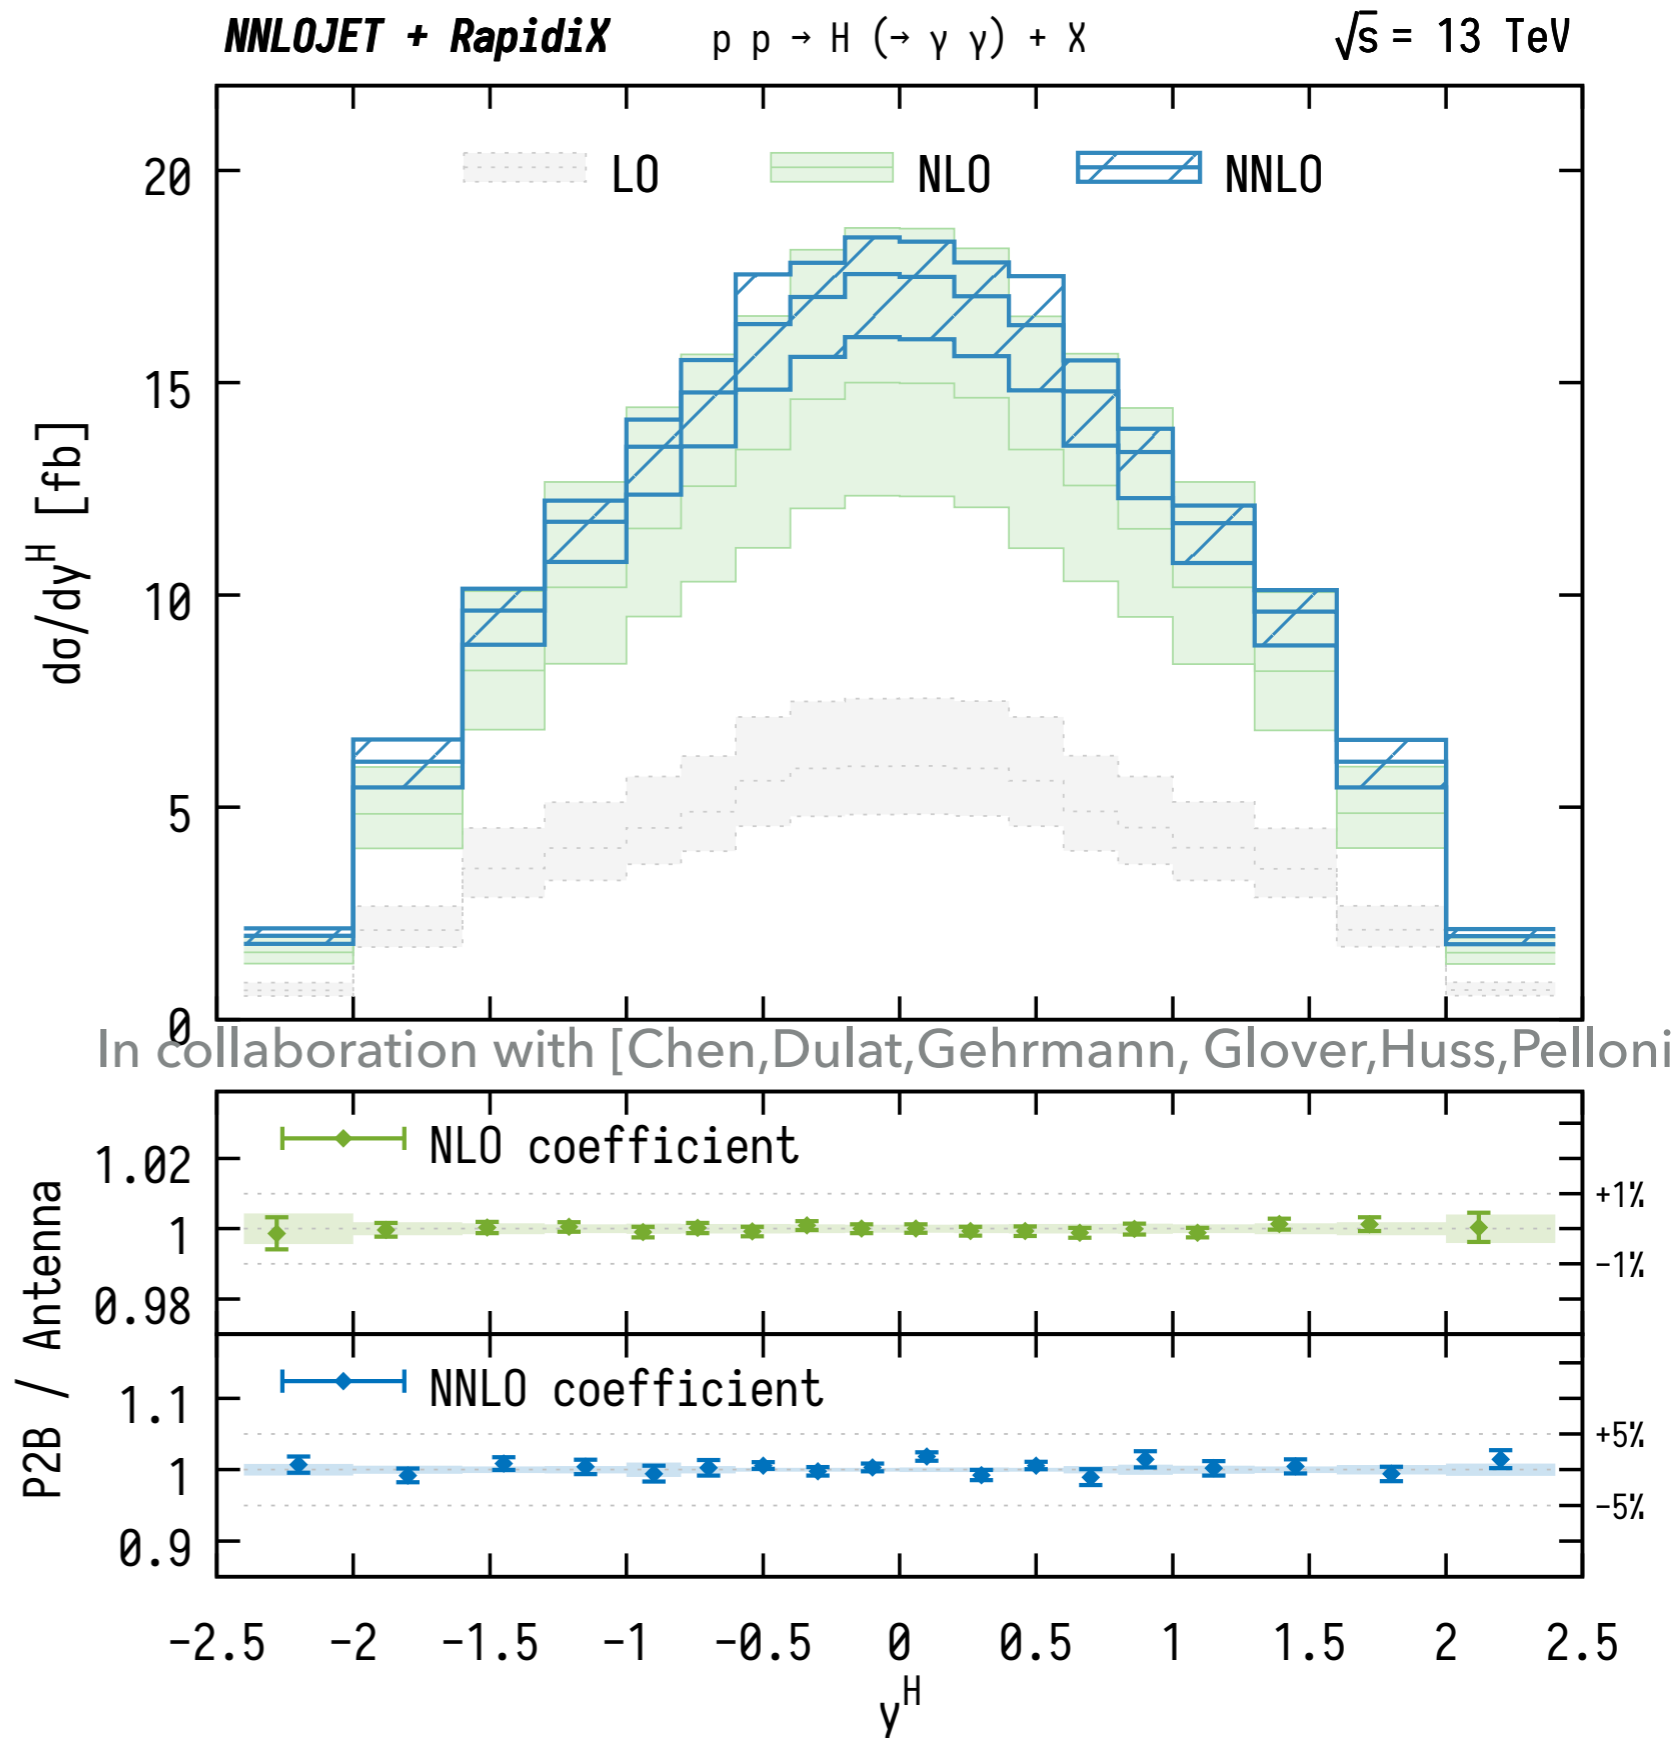 NNLOJET + RapidiX p p → H (→ γ γ) + X √s = 13 TeV
LO NLO NNLO
20
15
10
5
0
dσ/dy^H [fb]
In collaboration with [Chen,Dulat,Gehrmann, Glover,Huss,Pelloni
NLO coefficient
1.02
1
0.98
+1%
-1%
P2B / Antenna
NNLO coefficient
1.1
1
0.9
+5%
-5%
-2.5 -2 -1.5 -1 -0.5 0 0.5 1 1.5 2 2.5
y^H